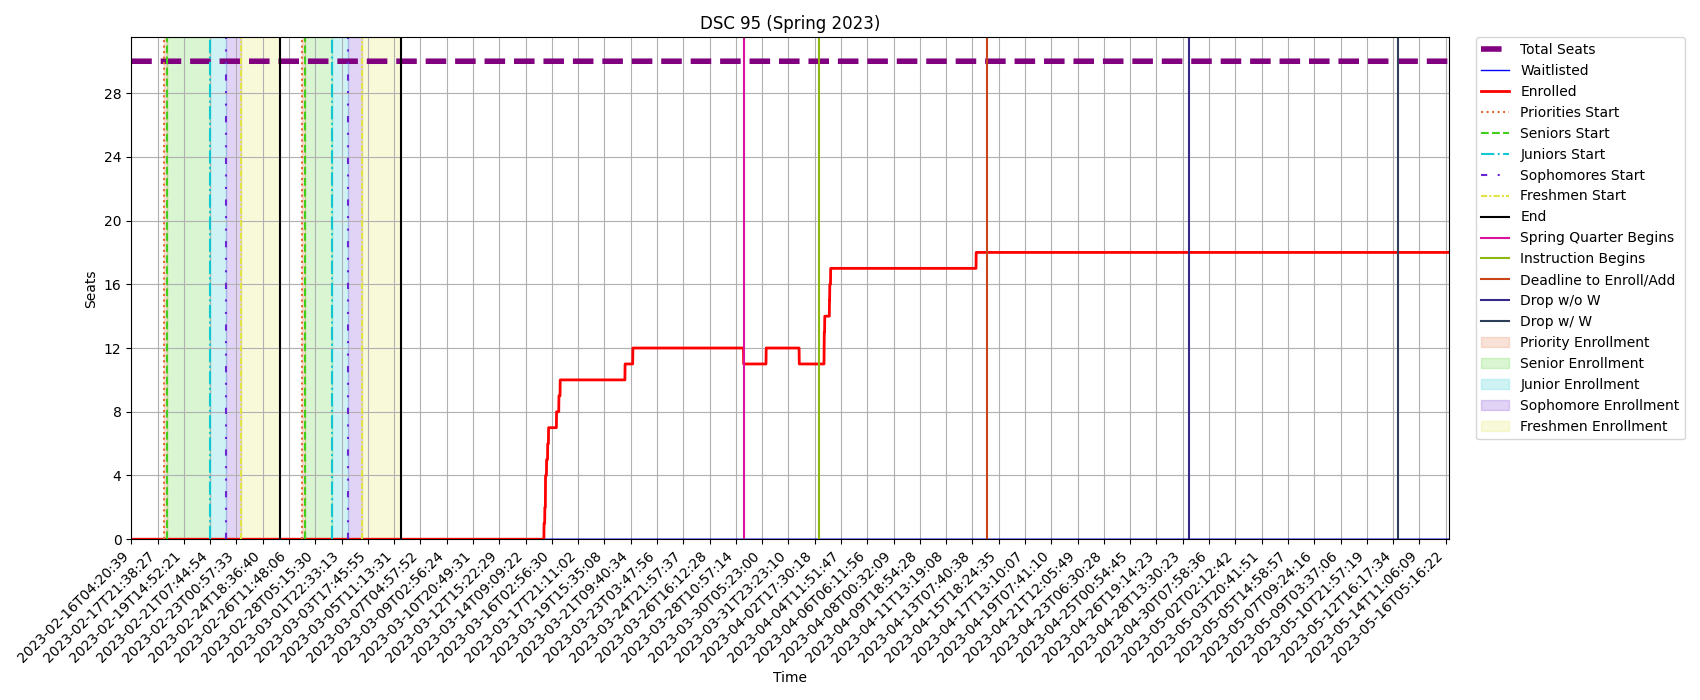 DSC 95 (Spring 2023)
Seats
28
24
20
16
12
8
4
0
2023-02-16T04:20:39
2023-02-17T21:38:27
2023-02-19T14:52:21
2023-02-21T07:44:54
2023-02-23T00:57:33
2023-02-24T18:36:40
2023-02-26T11:48:06
2023-02-28T05:15:30
2023-03-01T22:33:13
2023-03-03T17:45:55
2023-03-05T11:13:31
2023-03-07T04:57:52
2023-03-09T02:56:24
2023-03-10T20:49:31
2023-03-12T15:22:29
2023-03-14T09:09:22
2023-03-16T02:56:30
2023-03-17T21:11:02
2023-03-19T15:35:08
2023-03-21T09:40:34
2023-03-23T03:47:56
2023-03-24T21:57:37
2023-03-26T16:12:28
2023-03-28T10:57:14
2023-03-30T05:23:00
2023-03-31T23:23:10
2023-04-02T17:30:18
2023-04-04T11:51:47
2023-04-06T06:11:56
2023-04-08T00:32:09
2023-04-09T18:54:28
2023-04-11T13:19:08
2023-04-13T07:40:38
2023-04-15T18:24:35
2023-04-17T13:10:07
2023-04-19T07:41:10
2023-04-21T12:05:49
2023-04-23T06:30:28
2023-04-25T00:54:45
2023-04-26T19:14:23
2023-04-28T13:30:23
2023-04-30T07:58:36
2023-05-02T02:12:42
2023-05-03T20:41:51
2023-05-05T14:58:57
2023-05-07T09:24:16
2023-05-09T03:37:06
2023-05-10T21:57:19
2023-05-12T16:17:34
2023-05-14T11:06:09
2023-05-16T05:16:22
Time
Total Seats
Waitlisted
Enrolled
Priorities Start
Seniors Start
Juniors Start
Sophomores Start
Freshmen Start
End
Spring Quarter Begins
Instruction Begins
Deadline to Enroll/Add
Drop w/o W
Drop w/ W
Priority Enrollment
Senior Enrollment
Junior Enrollment
Sophomore Enrollment
Freshmen Enrollment